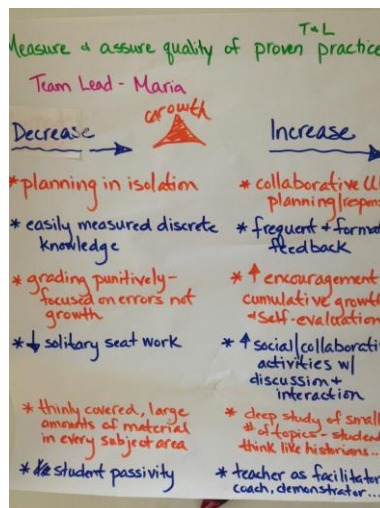 T & L
Measure & assure quality of proven practice
Team Lead - Maria
Growth
Decrease
Increase
*planning in isolation
*collaborative
planning/respons
*easily measured discrete
knowledge
*frequent & format
feedback
*grading punitively -
focused on errors not
growth
*↑ encouragement
cumulative growth
& self-evaluation
*↓ solitary seat work
*↑ social/collaborati
activities w/
discussion +
interaction
*thinly covered, large
amounts of material
in every subject area
*deep study of small
# of topics - student
think like historians...
*student passivity
*teacher as facilitator
coach, demonstrator...